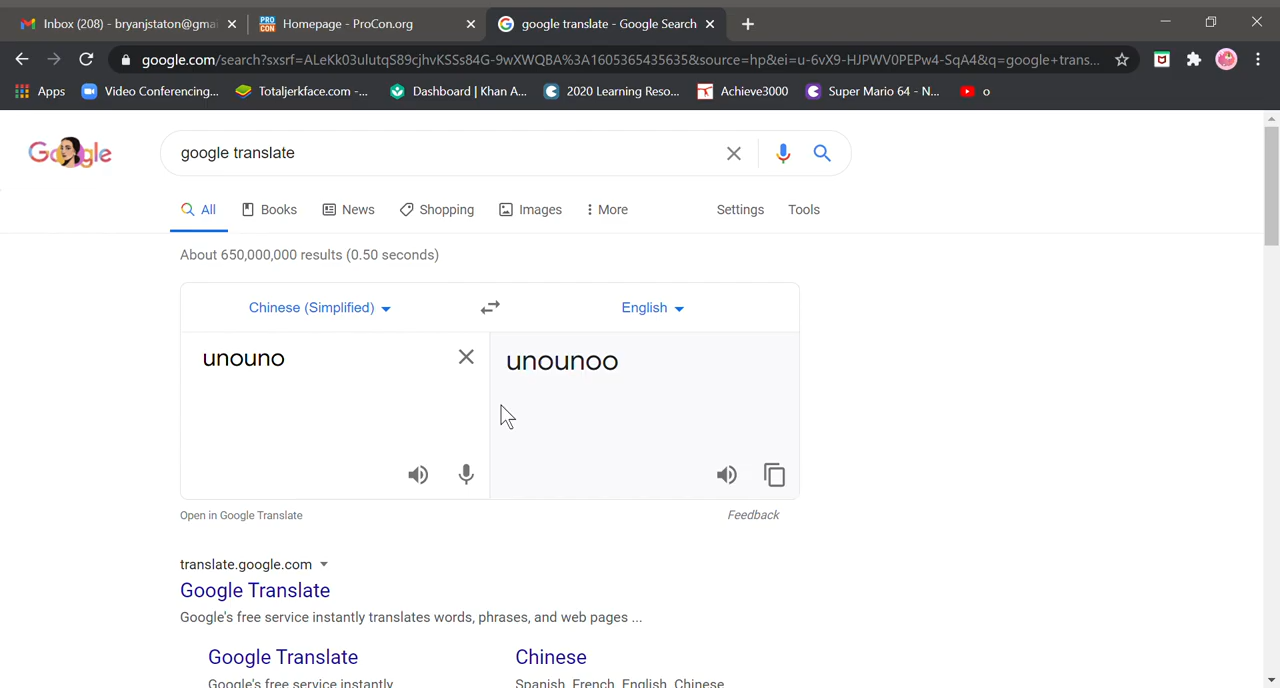 Inbox (208) - bryanjstaton@gmai
Homepage - ProCon.org
google translate - Google Search
google.com/search?sxsrf=ALeKk03ulutqS89cjhvKSSs84G-9wXWQBA%3A1605365435635&source=hp&ei=u-6vX9-HJPWV0PEPw4-SqA4&q=google+trans...
Apps
Video Conferencing...
Totaljerkface.com -...
Dashboard | Khan A...
2020 Learning Reso...
Achieve3000
Super Mario 64 - N...
o
Google
google translate
All
Books
News
Shopping
Images
More
Settings
Tools
About 650,000,000 results (0.50 seconds)
Chinese (Simplified)
English
unouno
unounoo
Open in Google Translate
Feedback
translate.google.com
Google Translate
Google's free service instantly translates words, phrases, and web pages ...
Google Translate
Chinese
Google's free service instantly
Spanish, French, English, Chinese